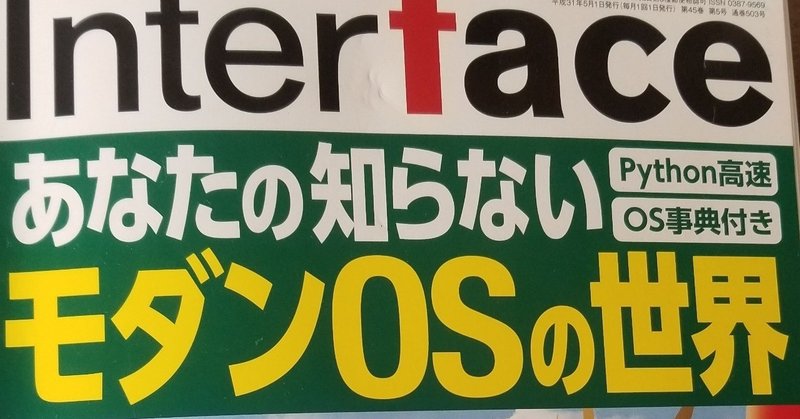 平成31年5月1日発行(毎月1回1日発行) 第45巻 第5号 通巻503号
ISSN 0387-9569
Interface
あなたの知らない
Python高速
OS事典付き
モダンOSの世界